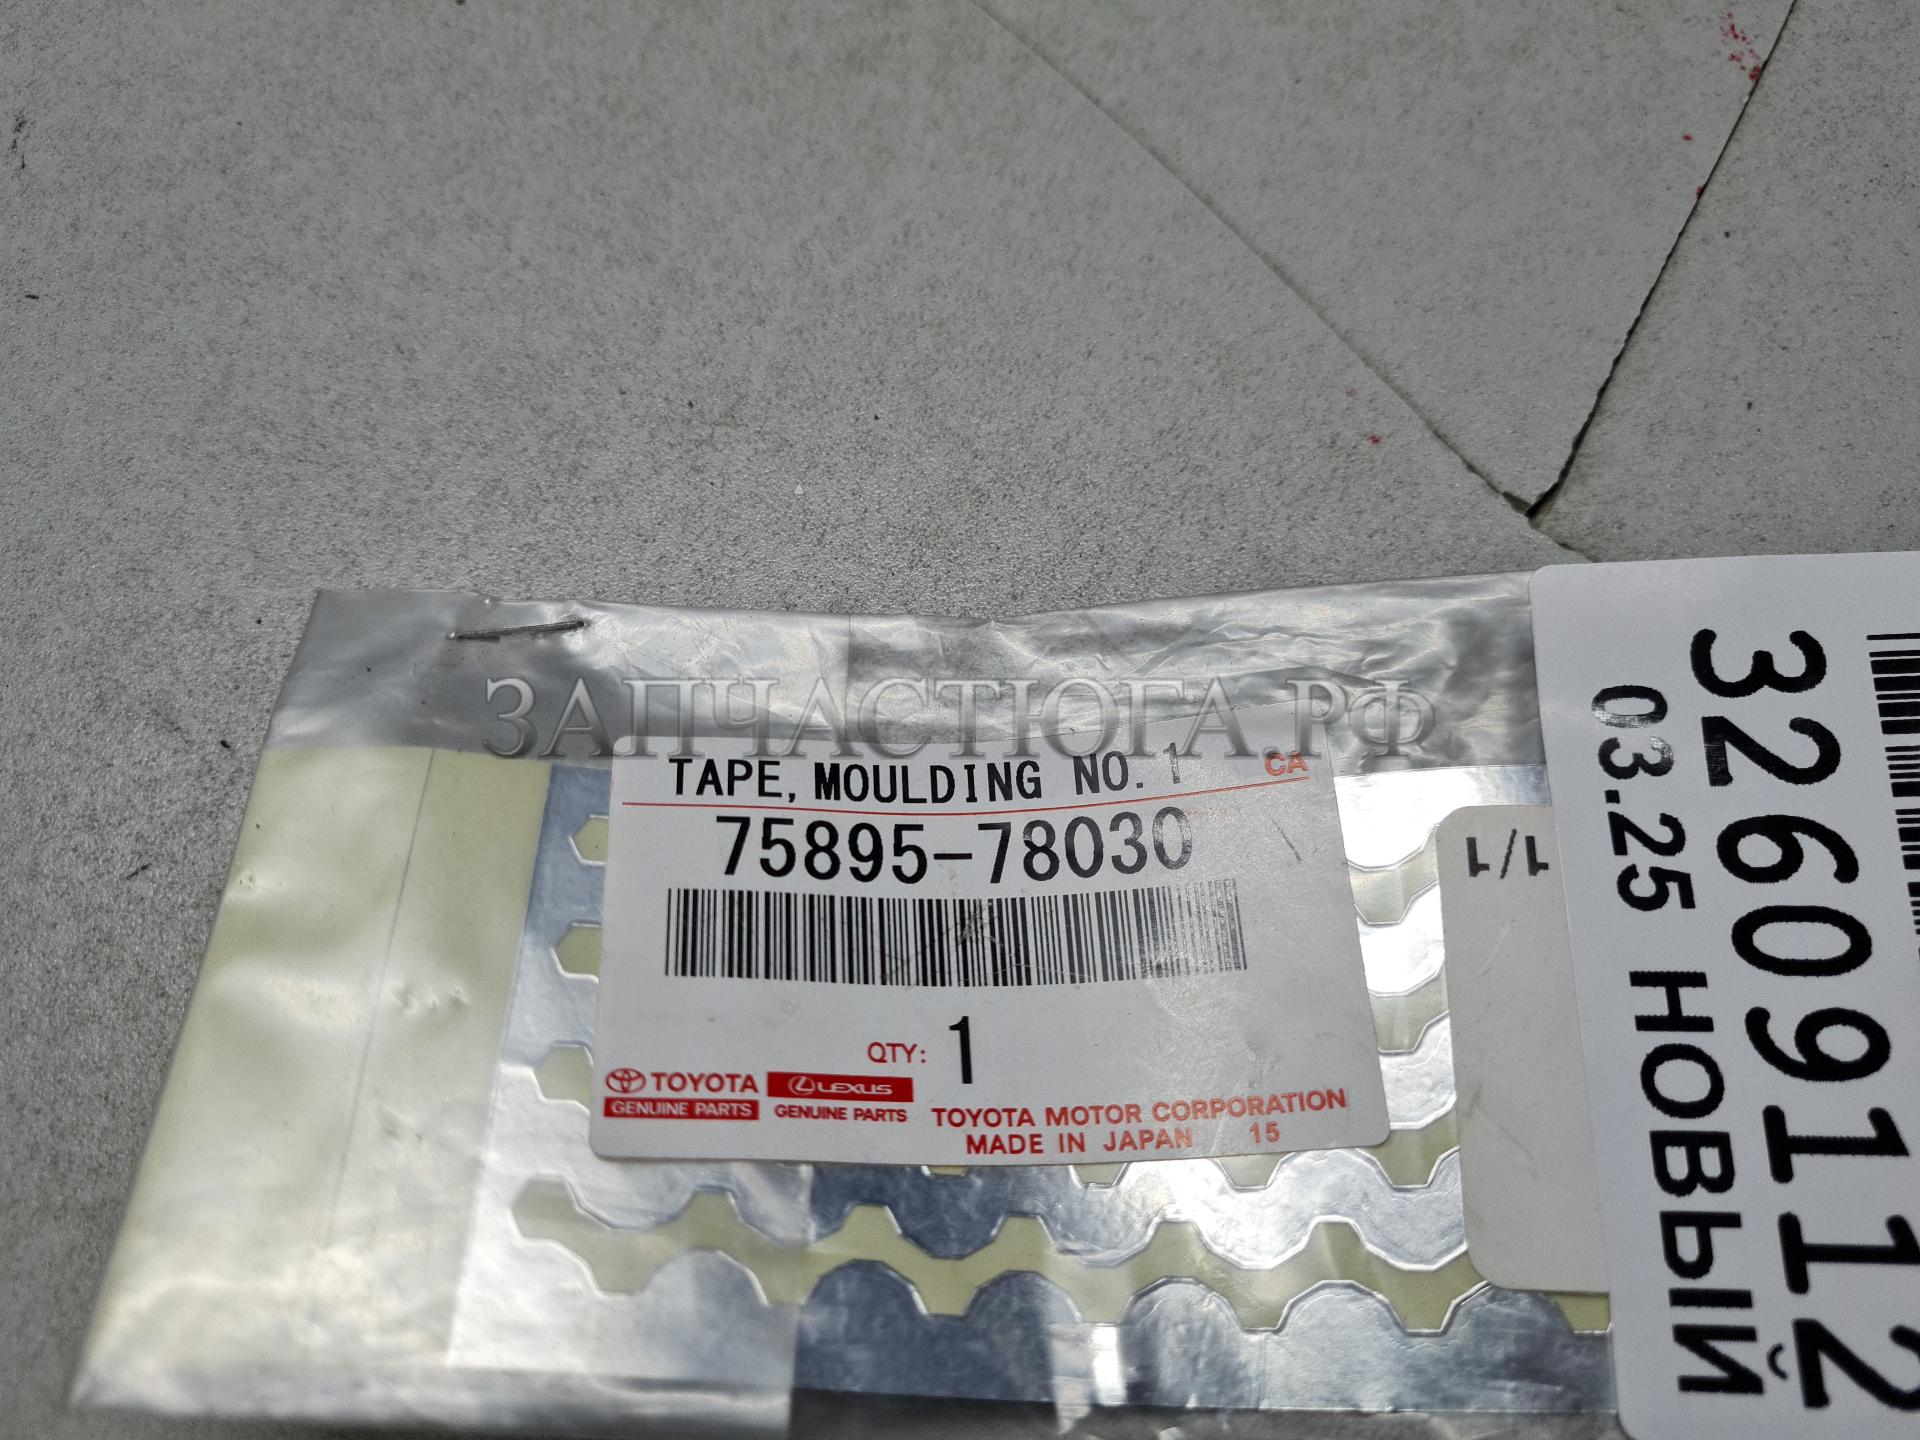 ЗАПЧАСТЮГА.РФ
TAPE, MOULDING NO. 1 CA
75895-78030
QTY: 1
TOYOTA LEXUS
GENUINE PARTS GENUINE PARTS
TOYOTA MOTOR CORPORATION
MADE IN JAPAN 15
1/1
32609112
03.25 НОВЫЙ